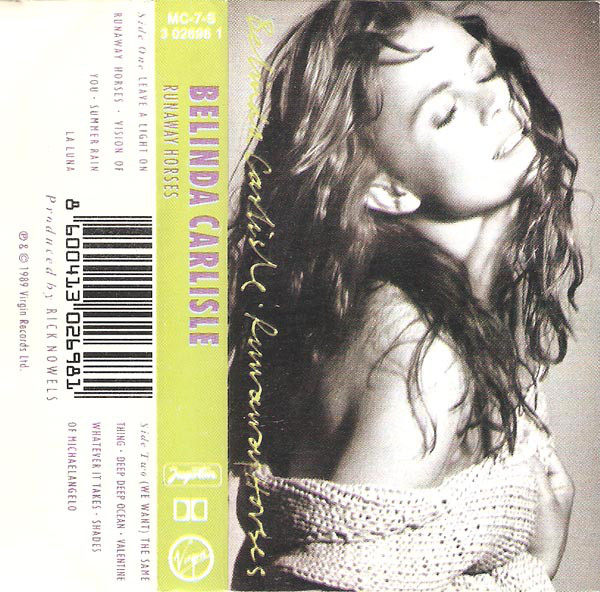 Side One LEAVE A LIGHT ON
RUNAWAY HORSES · VISION OF
YOU · SUMMER RAIN
LA LUNA
Produced by RICK NOWELS
℗ & © 1989 Virgin Records Ltd.
8 600413 026981
Side Two (WE WANT) THE SAME
THING · DEEP DEEP OCEAN · VALENTINE
WHATEVER IT TAKES · SHADES
OF MICHAELANGELO
MC-7-S
3 02698 1
BELINDA CARLISLE
RUNAWAY HORSES
Jugoton
Virgin
Belinda Carlisle: Runaway Horses